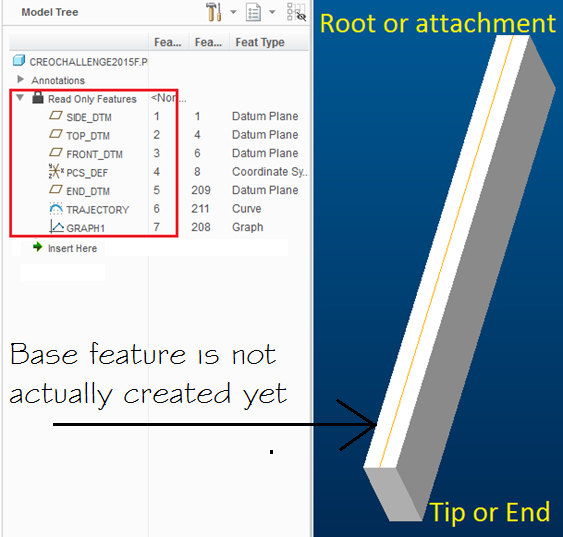 Model Tree
Fea... Fea... Feat Type
CREOCHALLENGE2015F.P
Annotations
Read Only Features <Nor...
SIDE_DTM 1 1 Datum Plane
TOP_DTM 2 4 Datum Plane
FRONT_DTM 3 6 Datum Plane
PCS_DEF 4 8 Coordinate Sy...
END_DTM 5 209 Datum Plane
TRAJECTORY 6 211 Curve
GRAPH1 7 208 Graph
Insert Here
Base feature is not
actually created yet
Root or attachment
Tip or End